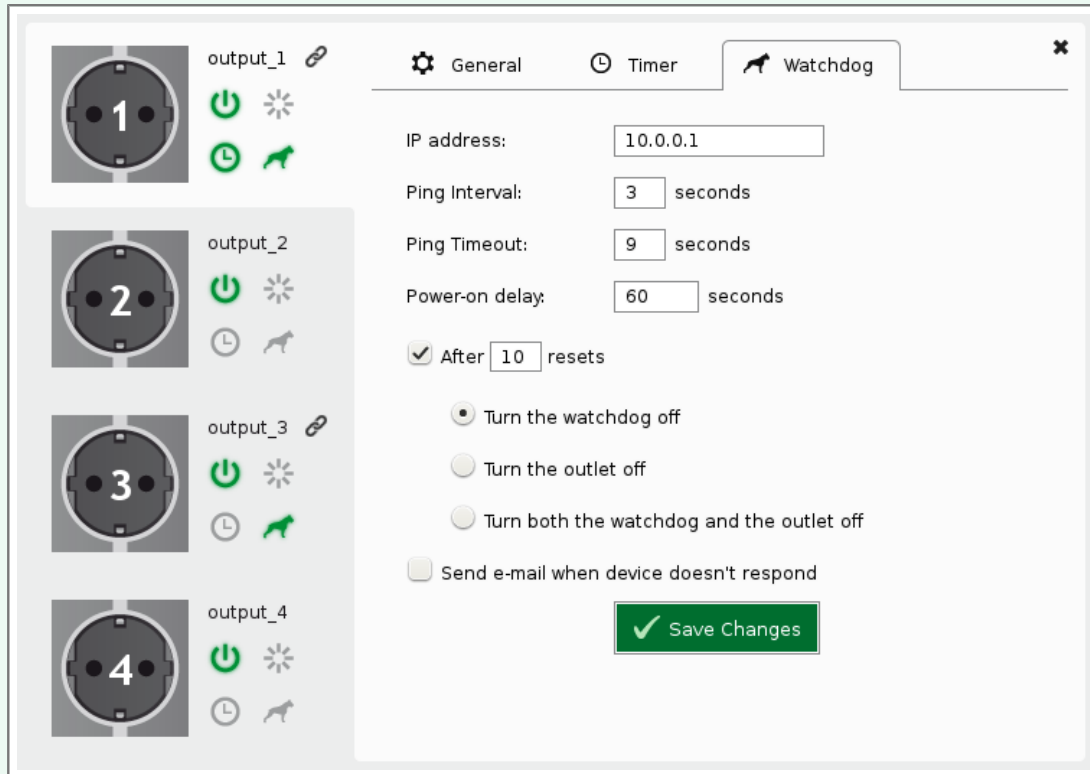 output_1
1
output_2
2
output_3
3
output_4
4
General Timer Watchdog
IP address: 10.0.0.1
Ping Interval: 3 seconds
Ping Timeout: 9 seconds
Power-on delay: 60 seconds
After 10 resets
Turn the watchdog off
Turn the outlet off
Turn both the watchdog and the outlet off
Send e-mail when device doesn't respond
Save Changes